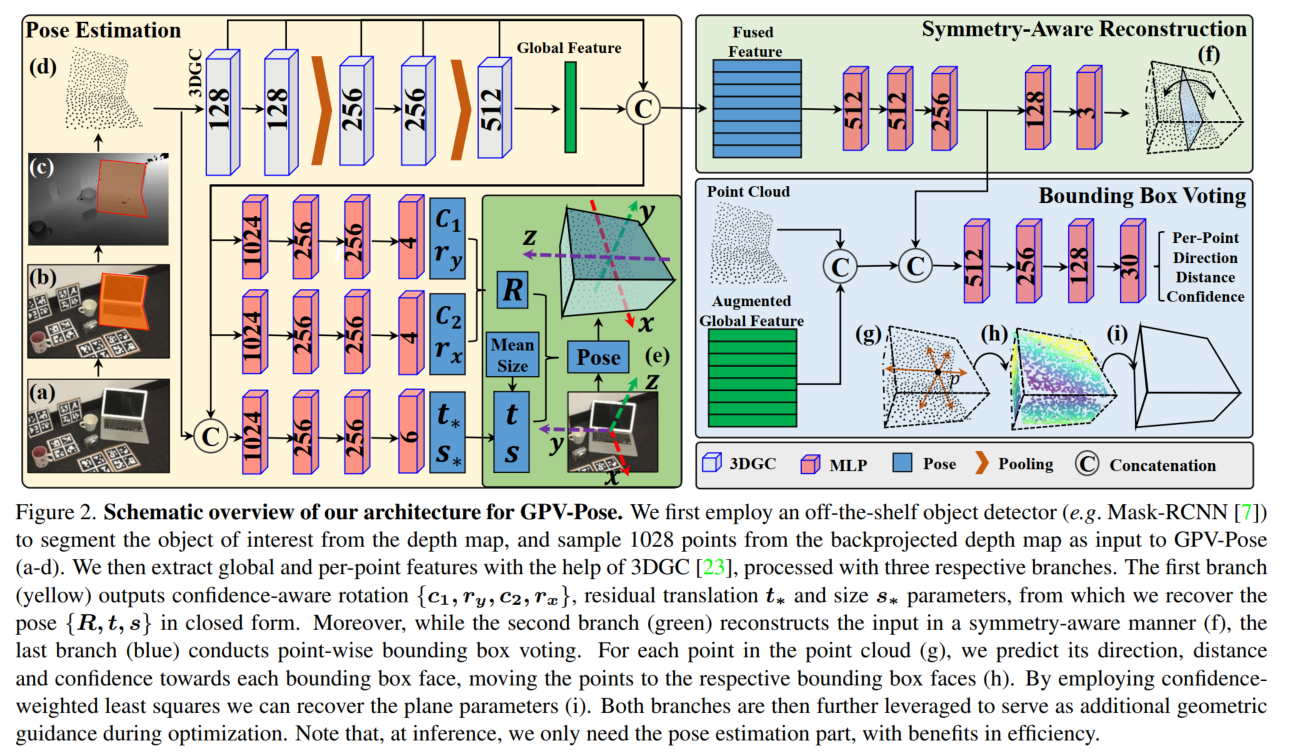 Pose Estimation
(d)
3DGC
128
128
256
256
512
Global Feature
C
(c)
(b)
(a)
1024
256
256
4
C1
ry
1024
256
256
4
C2
rx
C
1024
256
256
6
t*
s*
R
Mean
Size
t
s
Pose
(e)
y
z
x
z
y
x
Symmetry-Aware Reconstruction
Fused
Feature
512
512
256
128
3
(f)
Bounding Box Voting
Point Cloud
Augmented
Global Feature
C
C
512
256
128
30
Per-Point
Direction
Distance
Confidence
(g)
p
(h)
(i)
3DGC
MLP
Pose
Pooling
C
Concatenation
Figure 2. Schematic overview of our architecture for GPV-Pose. We first employ an off-the-shelf object detector (e.g. Mask-RCNN [7])
to segment the object of interest from the depth map, and sample 1028 points from the backprojected depth map as input to GPV-Pose
(a-d). We then extract global and per-point features with the help of 3DGC [23], processed with three respective branches. The first branch
(yellow) outputs confidence-aware rotation {c1, ry, c2, rx}, residual translation t* and size s* parameters, from which we recover the
pose {R, t, s} in closed form. Moreover, while the second branch (green) reconstructs the input in a symmetry-aware manner (f), the
last branch (blue) conducts point-wise bounding box voting. For each point in the point cloud (g), we predict its direction, distance
and confidence towards each bounding box face, moving the points to the respective bounding box faces (h). By employing confidence-
weighted least squares we can recover the plane parameters (i). Both branches are then further leveraged to serve as additional geometric
guidance during optimization. Note that, at inference, we only need the pose estimation part, with benefits in efficiency.